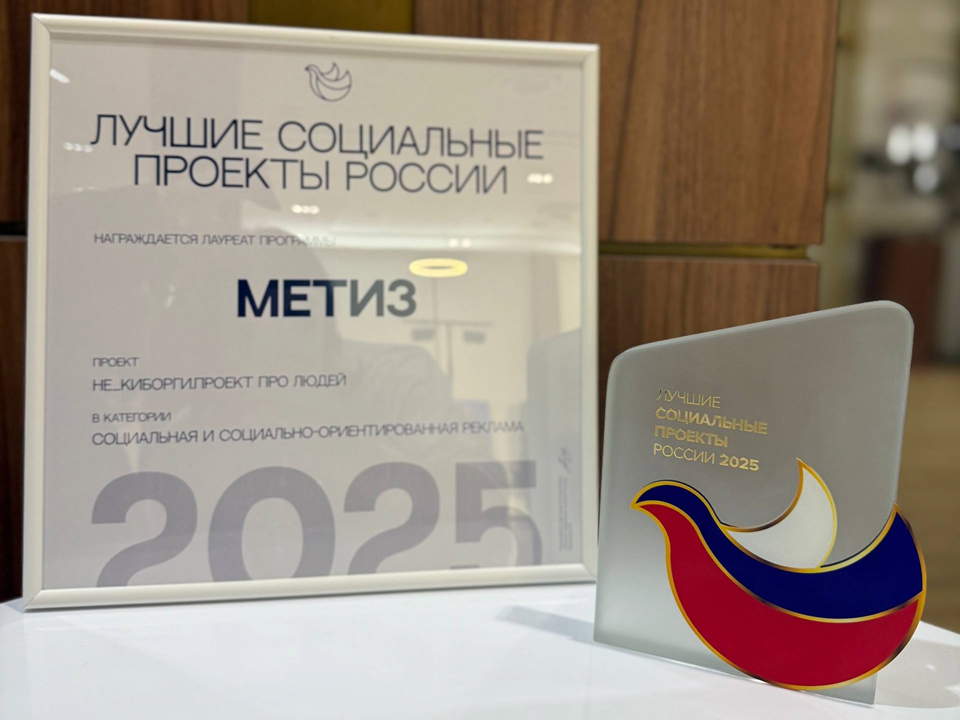 ЛУЧШИЕ СОЦИАЛЬНЫЕ
ПРОЕКТЫ РОССИИ
НАГРАЖДАЕТСЯ ЛАУРЕАТ ПРОГРАММЫ
МЕТИЗ
ПРОЕКТ
НЕ_КИБОРГИ.ПРОЕКТ ПРО ЛЮДЕЙ
В КАТЕГОРИИ
СОЦИАЛЬНАЯ И СОЦИАЛЬНО-ОРИЕНТИРОВАННАЯ РЕКЛАМА
2025
ЛУЧШИЕ
СОЦИАЛЬНЫЕ
ПРОЕКТЫ
РОССИИ 2025